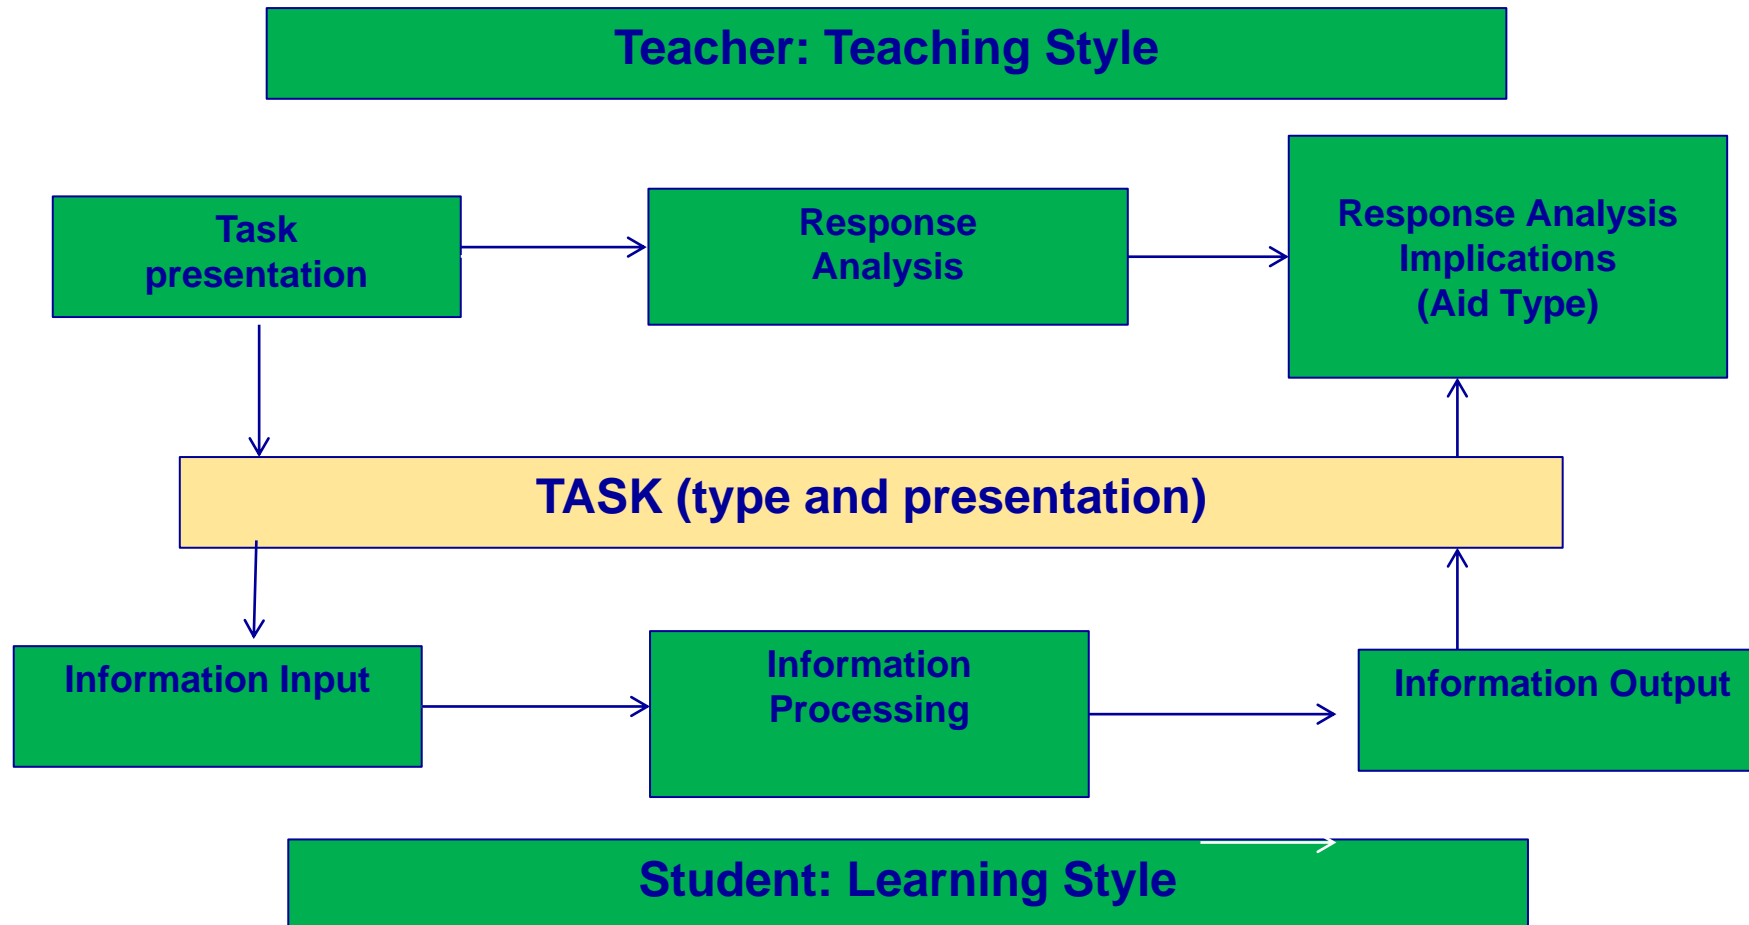 Teacher: Teaching Style
Task
presentation
Response
Analysis
Response Analysis
Implications
(Aid Type)
TASK (type and presentation)
Information Input
Information
Processing
Information Output
Student: Learning Style